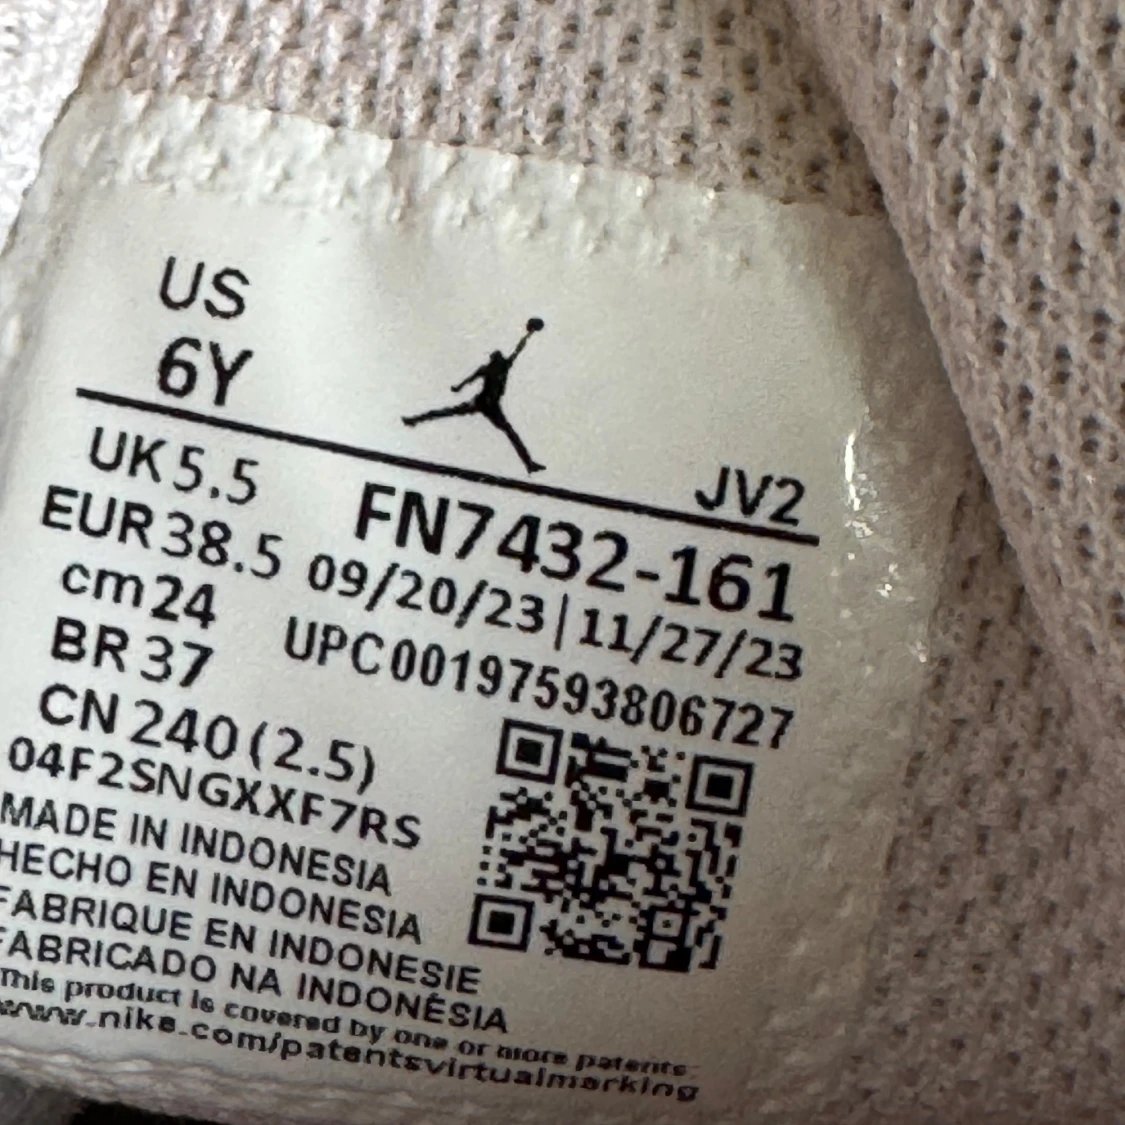 US
6Y
JV2
UK 5.5
FN7432-161
EUR 38.5
09/20/23 | 11/27/23
cm 24
UPC 00197593806727
BR 37
CN 240 (2.5)
04F2SNGXXF7RS
MADE IN INDONESIA
HECHO EN INDONESIA
FABRIQUE EN INDONESIE
FABRICADO NA INDONÉSIA
This product is covered by one or more patents
www.nike.com/patentsvirtualmarking